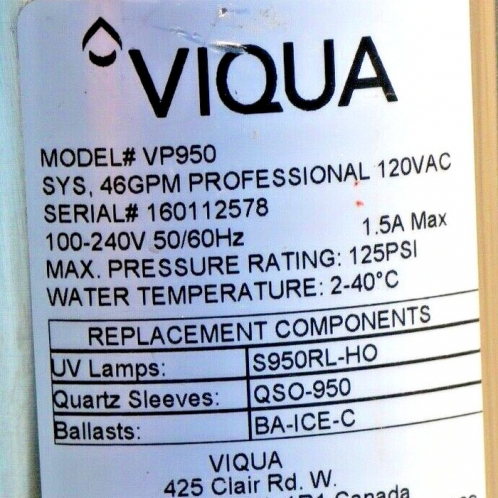 VIQUA
MODEL# VP950
SYS, 46GPM PROFESSIONAL 120VAC
SERIAL# 160112578
100-240V 50/60Hz 1.5A Max
MAX. PRESSURE RATING: 125PSI
WATER TEMPERATURE: 2-40°C
REPLACEMENT COMPONENTS
UV Lamps: S950RL-HO
Quartz Sleeves: QSO-950
Ballasts: BA-ICE-C
VIQUA
425 Clair Rd. W.
Canada